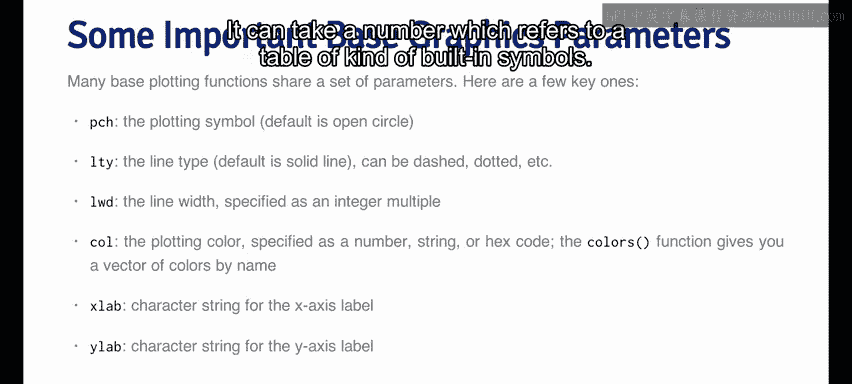 Some Important Base Graphics Parameters
It can take a number which refers to a
table of kind of built-in symbols.
Many base plotting functions share a set of parameters. Here are a few key ones:
· pch: the plotting symbol (default is open circle)
· lty: the line type (default is solid line), can be dashed, dotted, etc.
· lwd: the line width, specified as an integer multiple
· col: the plotting color, specified as a number, string, or hex code; the colors() function gives you
a vector of colors by name
· xlab: character string for the x-axis label
· ylab: character string for the y-axis label